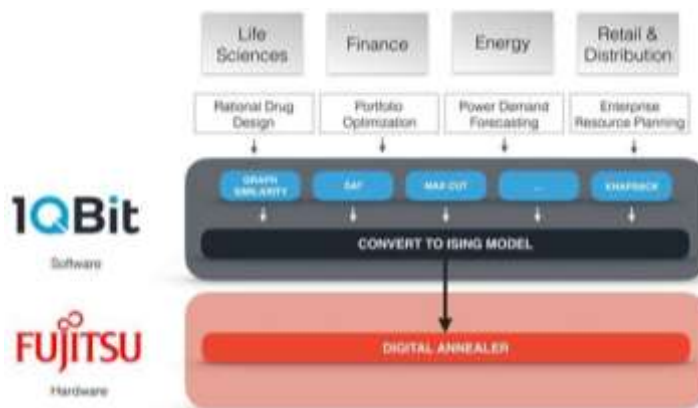 Life
Sciences
Finance
Energy
Retail &
Distribution
Rational Drug
Design
Portfolio
Optimization
Power Demand
Forecasting
Enterprise
Resource Planning
GRAPH
SIMILARITY
SAT
MAX CUT
...
KNAPSACK
1QBit
Software
CONVERT TO ISING MODEL
FUJITSU
Hardware
DIGITAL ANNEALER